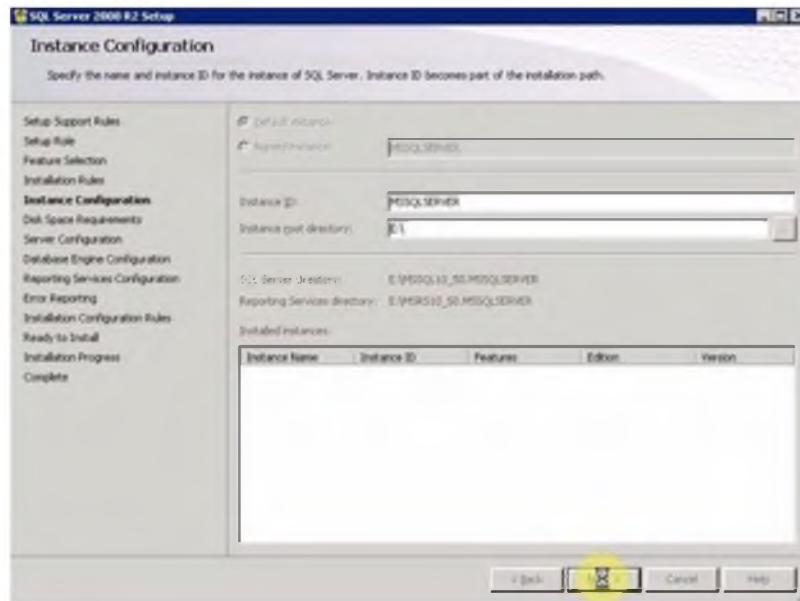 SQL Server 2008 R2 Setup
Instance Configuration
Specify the name and instance ID for the instance of SQL Server. Instance ID becomes part of the installation path.
Setup Support Rules
Setup Role
Feature Selection
Installation Rules
Instance Configuration
Disk Space Requirements
Server Configuration
Database Engine Configuration
Reporting Services Configuration
Error Reporting
Installation Configuration Rules
Ready to Install
Installation Progress
Complete
Default instance
Named instance: MSSQLSERVER
Instance ID: MSSQLSERVER
Instance root directory: E:\
SQL Server directory: E:\MSSQL10_50.MSSQLSERVER
Reporting Services directory: E:\MSRS10_50.MSSQLSERVER
Installed instances:
Instance Name Instance ID Features Edition Version
< Back Cancel Help